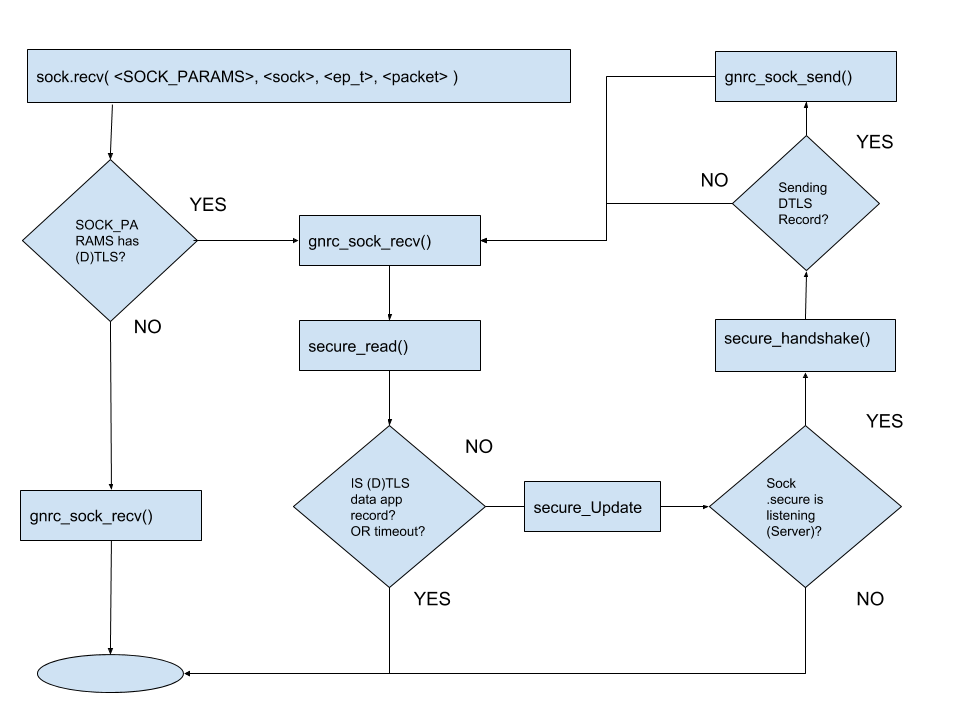 sock.recv( <SOCK_PARAMS>, <sock>, <ep_t>, <packet> )
gnrc_sock_send()
YES
Sending
DTLS
Record?
NO
SOCK_PA
RAMS has
(D)TLS?
YES
NO
gnrc_sock_recv()
secure_read()
secure_handshake()
YES
IS (D)TLS
data app
record?
OR timeout?
NO
YES
secure_Update
Sock
.secure is
listening
(Server)?
NO
gnrc_sock_recv()